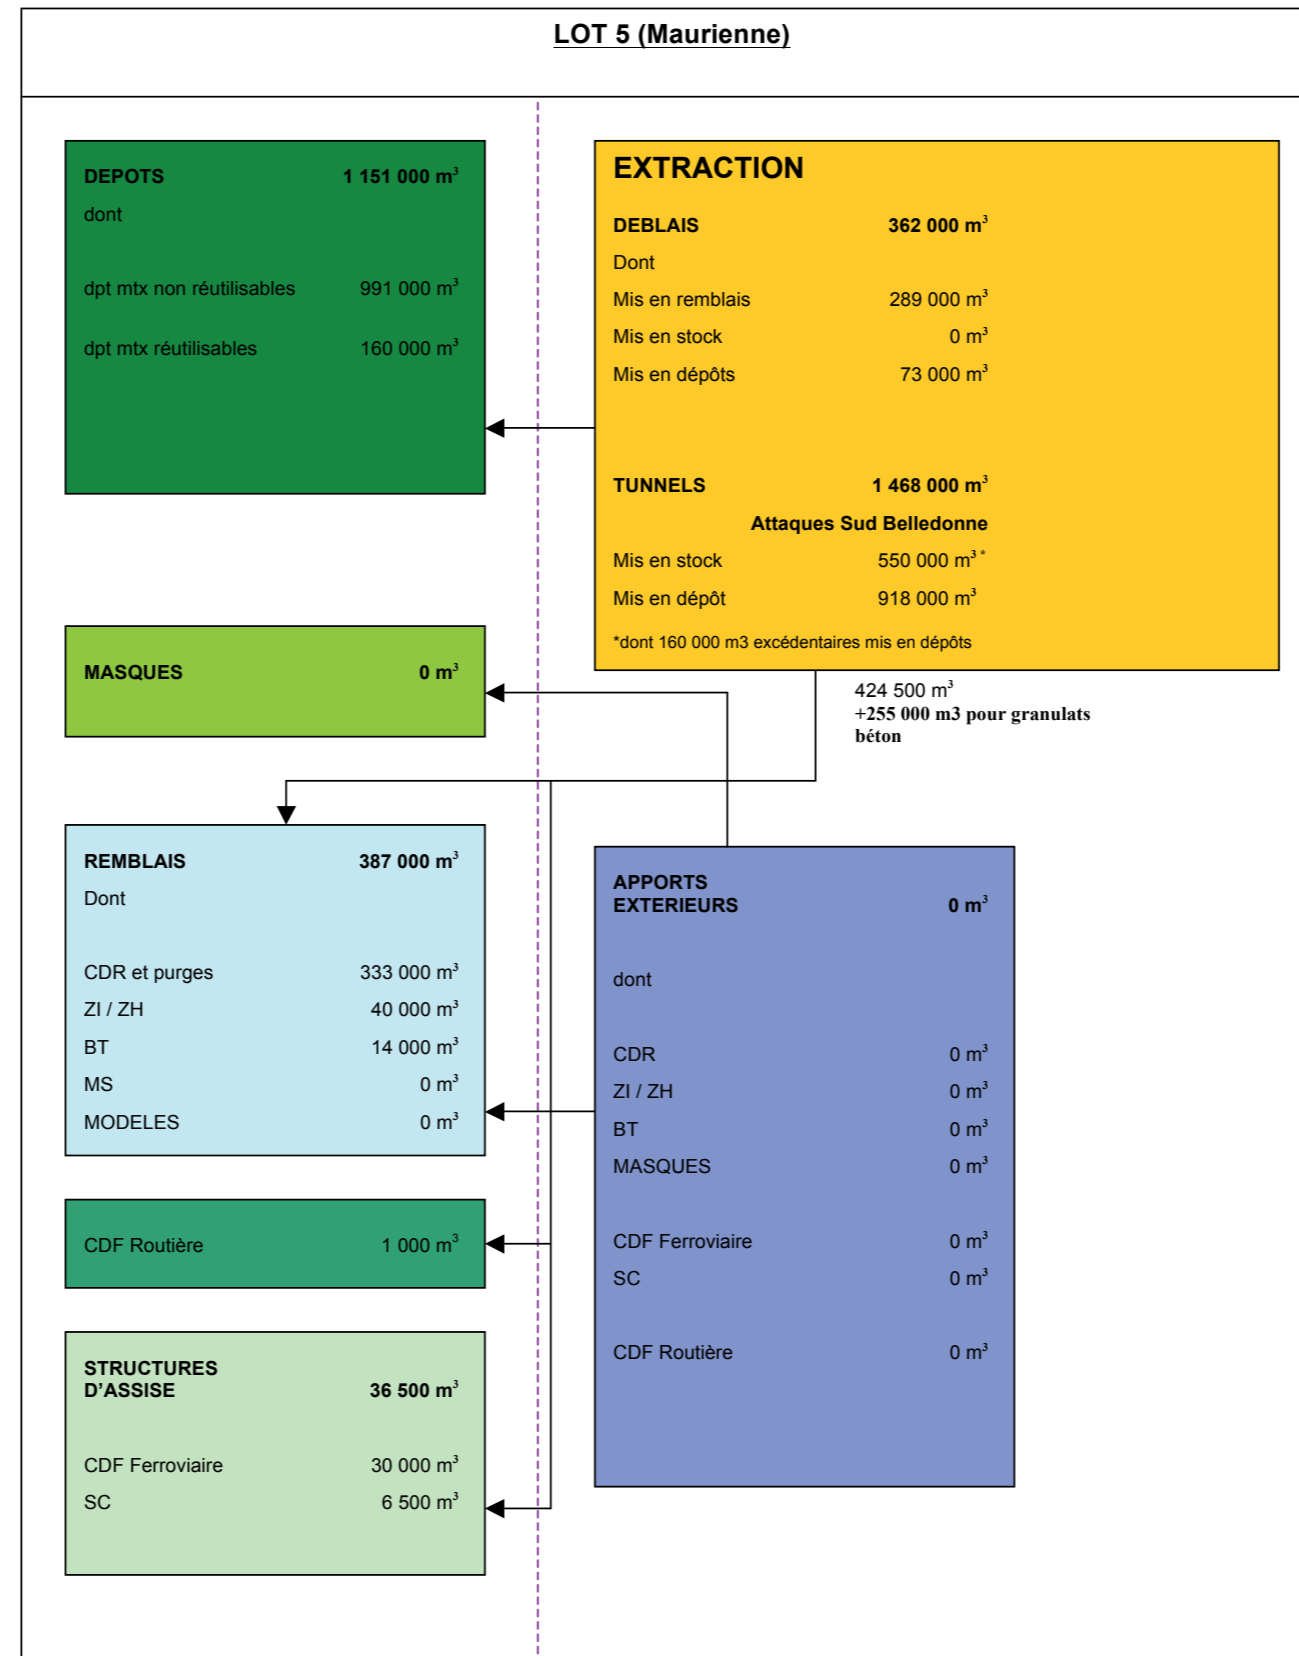 LOT 5 (Maurienne)
DEPOTS 1 151 000 m³
dont
dpt mtx non réutilisables 991 000 m³
dpt mtx réutilisables 160 000 m³
EXTRACTION
DEBLAIS 362 000 m³
Dont
Mis en remblais 289 000 m³
Mis en stock 0 m³
Mis en dépôts 73 000 m³
TUNNELS 1 468 000 m³
Attaques Sud Belledonne
Mis en stock 550 000 m³ *
Mis en dépôt 918 000 m³
*dont 160 000 m3 excédentaires mis en dépôts
MASQUES 0 m³
424 500 m³
+255 000 m3 pour granulats
béton
REMBLAIS 387 000 m³
Dont
CDR et purges 333 000 m³
ZI / ZH 40 000 m³
BT 14 000 m³
MS 0 m³
MODELES 0 m³
APPORTS
EXTERIEURS 0 m³
dont
CDR 0 m³
ZI / ZH 0 m³
BT 0 m³
MASQUES 0 m³
CDF Ferroviaire 0 m³
SC 0 m³
CDF Routière 0 m³
CDF Routière 1 000 m³
STRUCTURES
D’ASSISE 36 500 m³
CDF Ferroviaire 30 000 m³
SC 6 500 m³